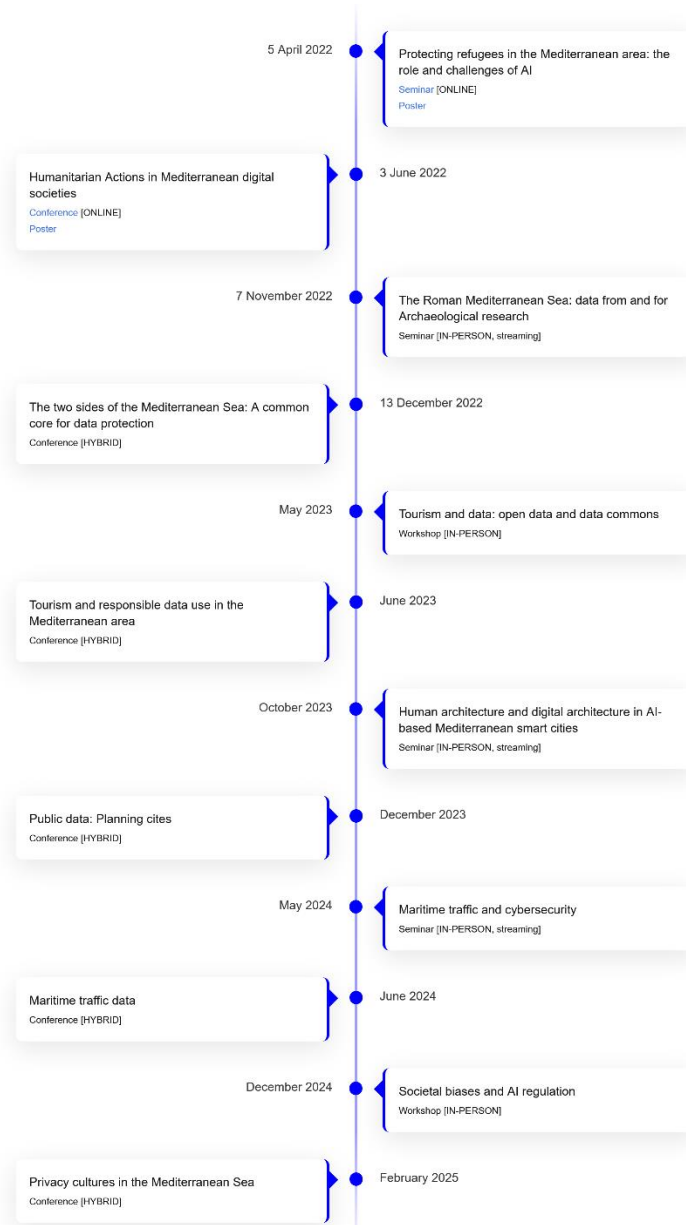 5 April 2022
Protecting refugees in the Mediterranean area: the
role and challenges of AI
Seminar [ONLINE]
Poster
3 June 2022
Humanitarian Actions in Mediterranean digital
societies
Conference [ONLINE]
Poster
7 November 2022
The Roman Mediterranean Sea: data from and for
Archaeological research
Seminar [IN-PERSON, streaming]
13 December 2022
The two sides of the Mediterranean Sea: A common
core for data protection
Conference [HYBRID]
May 2023
Tourism and data: open data and data commons
Workshop [IN-PERSON]
June 2023
Tourism and responsible data use in the
Mediterranean area
Conference [HYBRID]
October 2023
Human architecture and digital architecture in AI-
based Mediterranean smart cities
Seminar [IN-PERSON, streaming]
December 2023
Public data: Planning cites
Conference [HYBRID]
May 2024
Maritime traffic and cybersecurity
Seminar [IN-PERSON, streaming]
June 2024
Maritime traffic data
Conference [HYBRID]
December 2024
Societal biases and AI regulation
Workshop [IN-PERSON]
February 2025
Privacy cultures in the Mediterranean Sea
Conference [HYBRID]